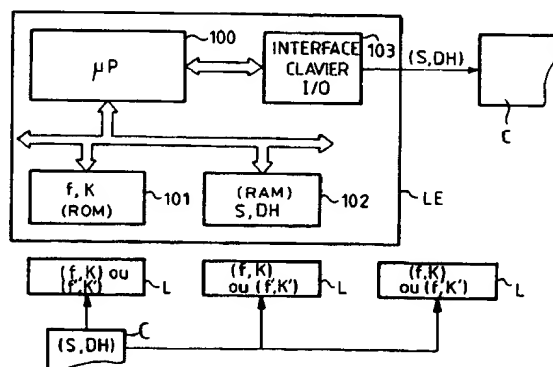 100
μP
INTERFACE
CLAVIER
I/O
103
(S,DH)
C
f, K
(ROM)
101
(RAM)
S, DH
102
LE
(f,K) ou
(f',K')
L
(f,K)
ou (f',K')
L
(f,K)
ou (f',K')
L
(S,DH)
C